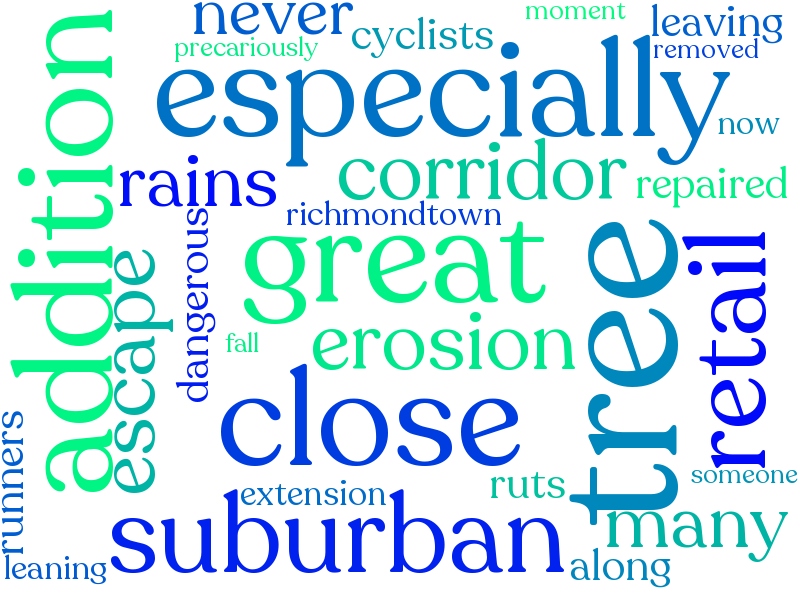 never
moment
leaving
cyclists
precariously
removed
especially
now
addition
rains
corridor
repaired
richmondtown
dangerous
great
tree
retail
escape
fall
erosion
close
runners
someone
extension
ruts
suburban
many
leaning
along